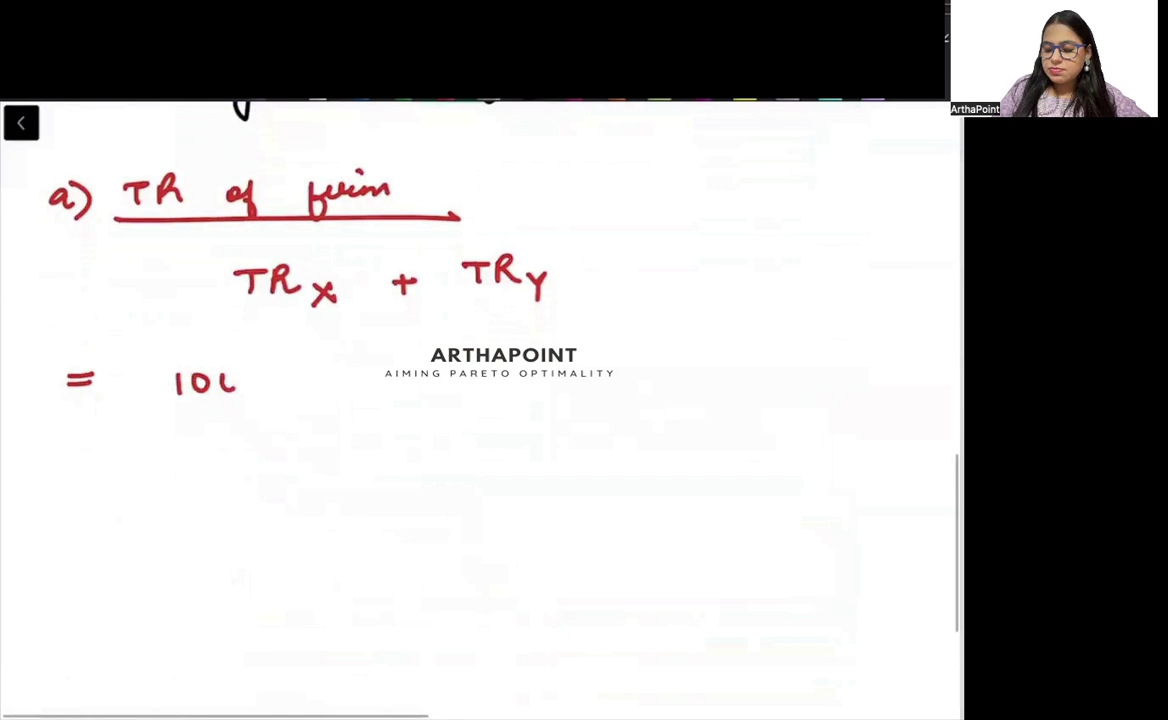 ArthaPoint
a) TR of firm
TRX + TRY
ARTHAPOINT
AIMING PARETO OPTIMALITY
= 10